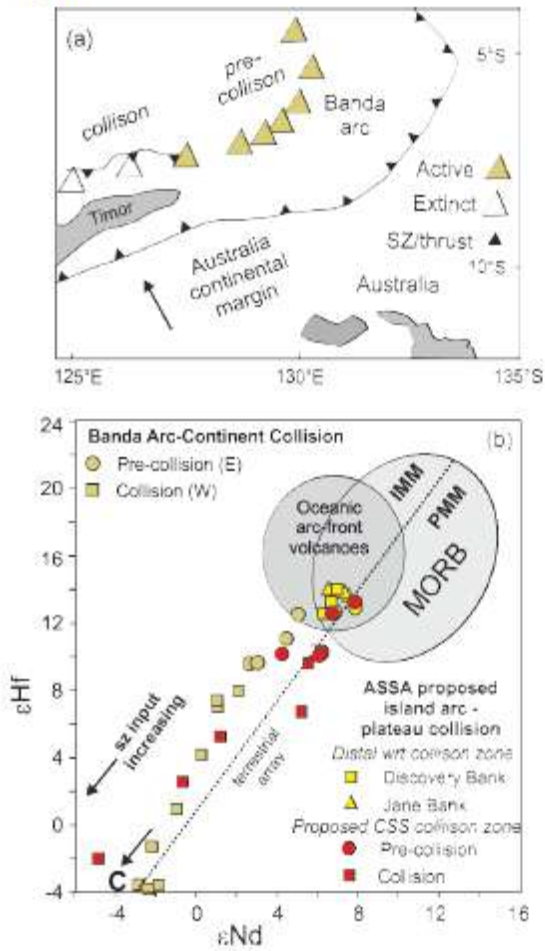 (a)
5°S
pre-
collison
collison
Banda
arc
Active
Extinct
SZ/thrust
Timor
10°S
Australia
continental
margin
Australia
125°E
130°E
135°S
24
Banda Arc-Continent Collision
(b)
Pre-collision (E)
Collision (W)
20
IMM
PMM
Oceanic
arc-front
volcanoes
16
MORB
12
εHf
8
ASSA proposed
island arc -
plateau collision
sz input
increasing
Distal wrt collison zone
4
Discovery Bank
terrestrial
array
Jane Bank
0
Proposed CSS collison zone
Pre-collision
C
Collision
-4
-4
0
4
8
12
16
εNd